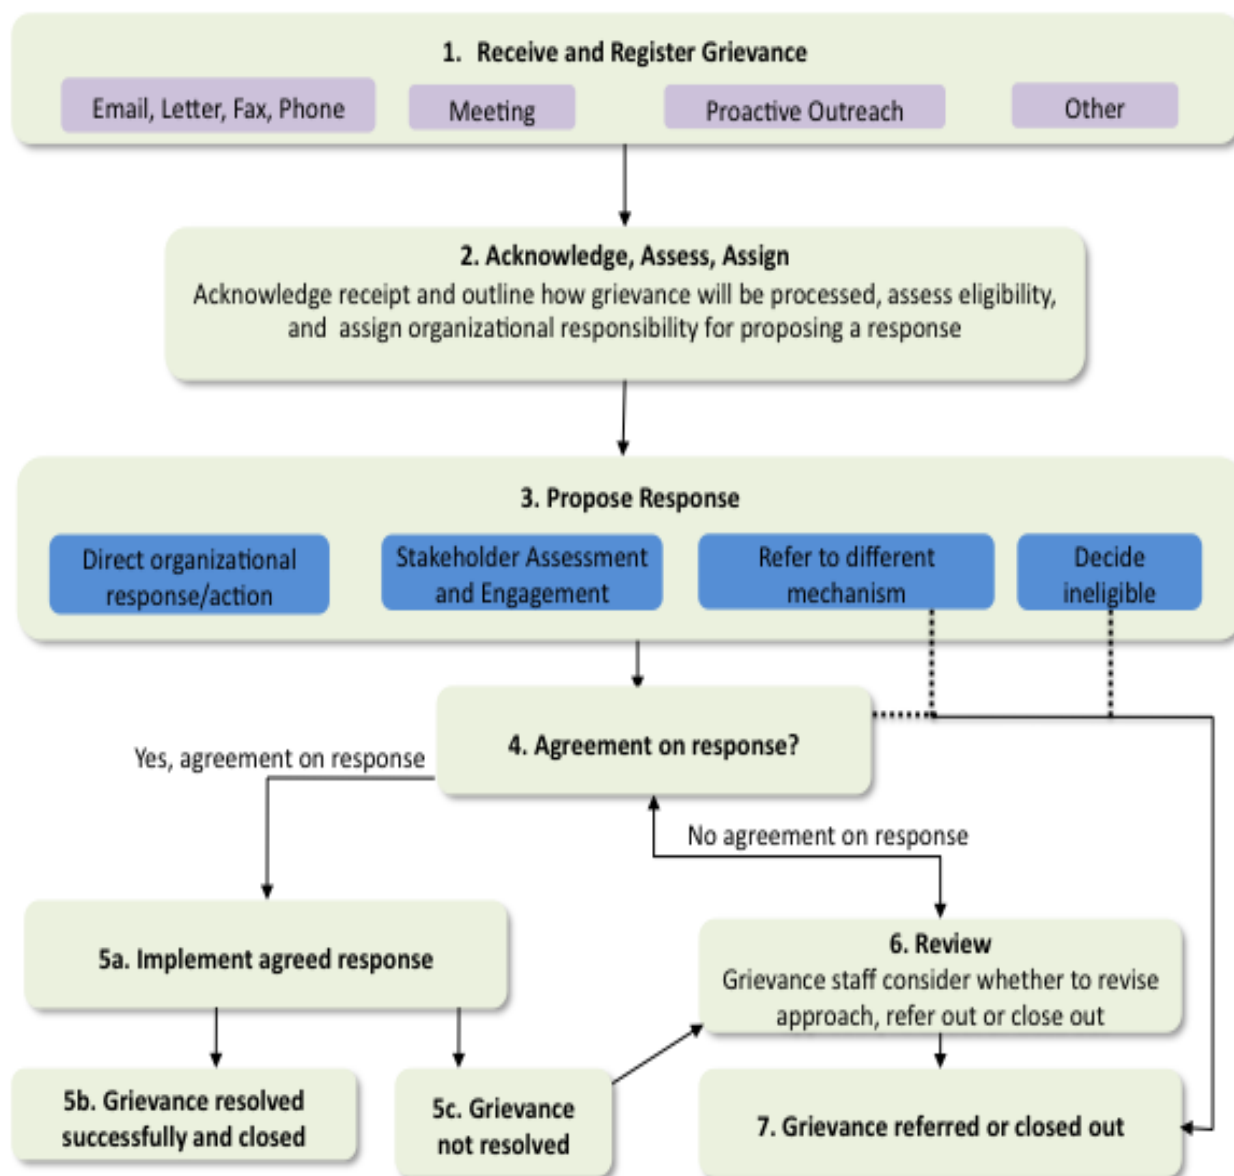 1. Receive and Register Grievance
Email, Letter, Fax, Phone
Meeting
Proactive Outreach
Other
2. Acknowledge, Assess, Assign
Acknowledge receipt and outline how grievance will be processed, assess eligibility,
and assign organizational responsibility for proposing a response
3. Propose Response
Direct organizational
response/action
Stakeholder Assessment
and Engagement
Refer to different
mechanism
Decide
ineligible
4. Agreement on response?
Yes, agreement on response
No agreement on response
5a. Implement agreed response
6. Review
Grievance staff consider whether to revise
approach, refer out or close out
5b. Grievance resolved
successfully and closed
5c. Grievance
not resolved
7. Grievance referred or closed out